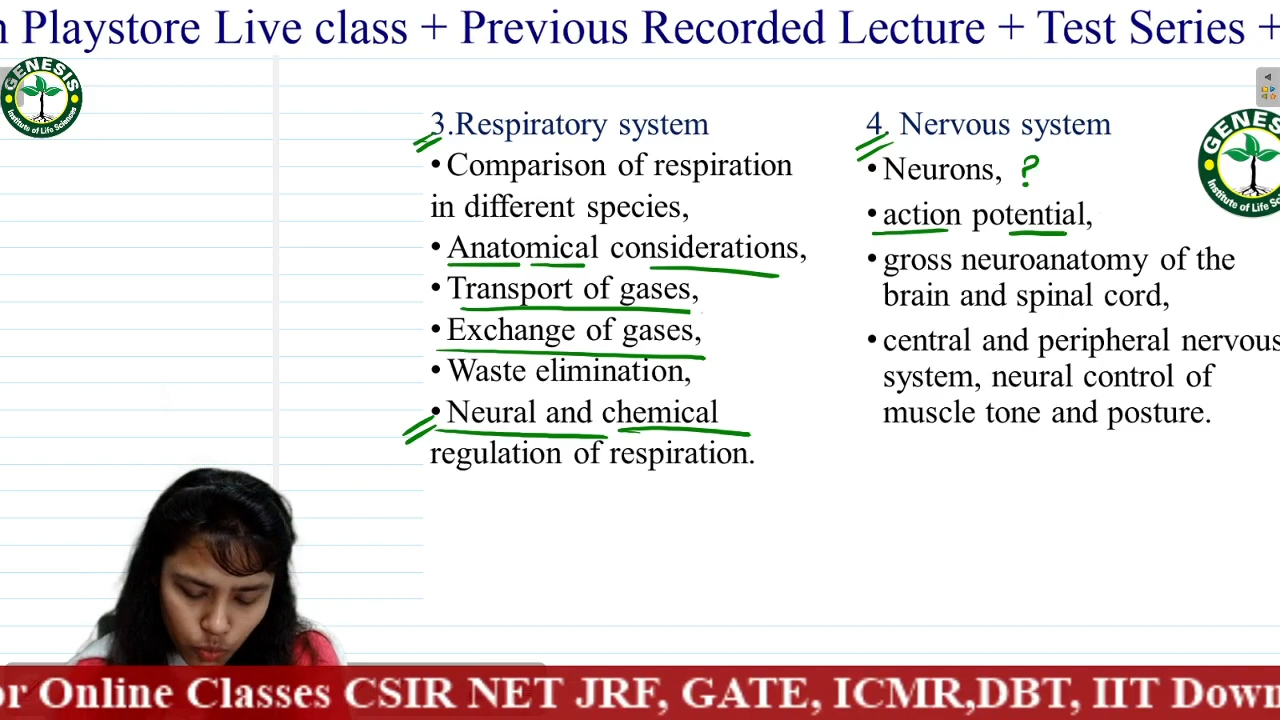 n Playstore Live class + Previous Recorded Lecture + Test Series +
GENESIS
Institute of Life Sciences
3.Respiratory system
• Comparison of respiration
in different species,
• Anatomical considerations,
• Transport of gases,
• Exchange of gases,
• Waste elimination,
• Neural and chemical
regulation of respiration.
4. Nervous system
• Neurons, ?
• action potential,
• gross neuroanatomy of the
brain and spinal cord,
• central and peripheral nervous
system, neural control of
muscle tone and posture.
GENES
Institute of Life S
or Online Classes CSIR NET JRF, GATE, ICMR,DBT, IIT Down